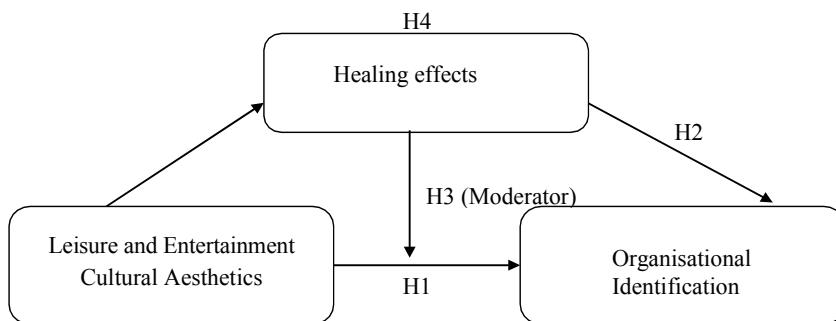 H4
Healing effects
H2
H3 (Moderator)
Leisure and Entertainment
Cultural Aesthetics
H1
Organisational
Identification